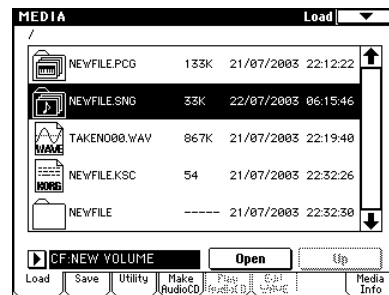 MEDIA Load
/
NEWFILE.PCG 133K 21/07/2003 22:12:22
NEWFILE.SNG 33K 22/07/2003 06:15:46
WAVE TAKENO00.WAV 867K 21/07/2003 22:19:40
KORG NEWFILE.KSC 54 21/07/2003 22:32:26
NEWFILE ----- 21/07/2003 22:32:30
CF:NEW VOLUME Open Up
Load Save Utility Make AudioCD Play AudioCD Edit WAVE Media Info